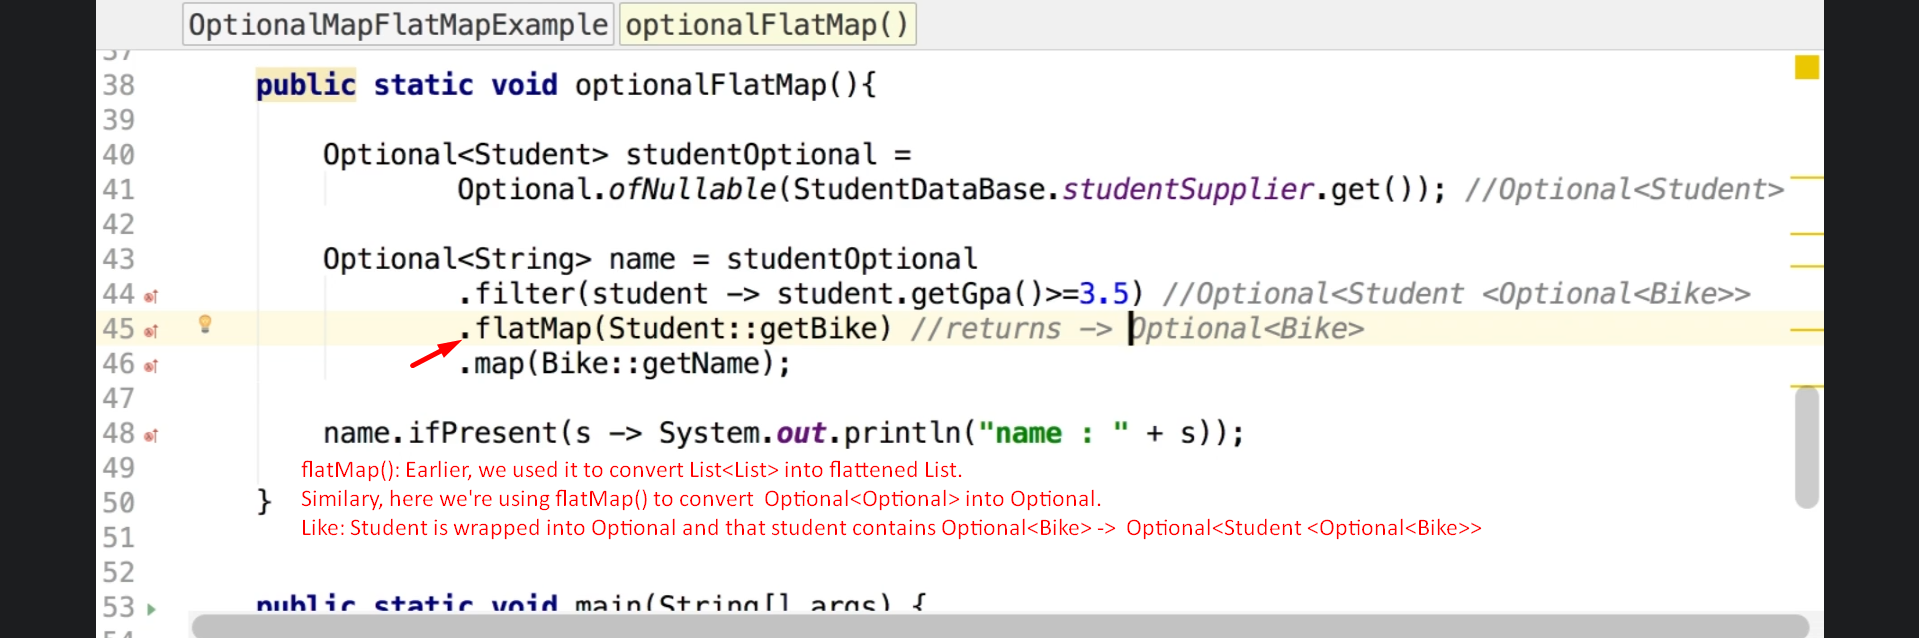 OptionalMapFlatMapExample optionalFlatMap()
37
38 public static void optionalFlatMap(){
39
40 Optional<Student> studentOptional =
41 Optional.ofNullable(StudentDataBase.studentSupplier.get()); //Optional<Student>
42
43 Optional<String> name = studentOptional
44 .filter(student -> student.getGpa()>=3.5) //Optional<Student <Optional<Bike>>
45 .flatMap(Student::getBike) //returns -> Optional<Bike>
46 .map(Bike::getName);
47
48 name.ifPresent(s -> System.out.println("name : " + s));
49 flatMap(): Earlier, we used it to convert List<List> into flattened List.
50 } Similary, here we're using flatMap() to convert Optional<Optional> into Optional.
Like: Student is wrapped into Optional and that student contains Optional<Bike> -> Optional<Student <Optional<Bike>>
51
52
53 public static void main(String[] args) {
54